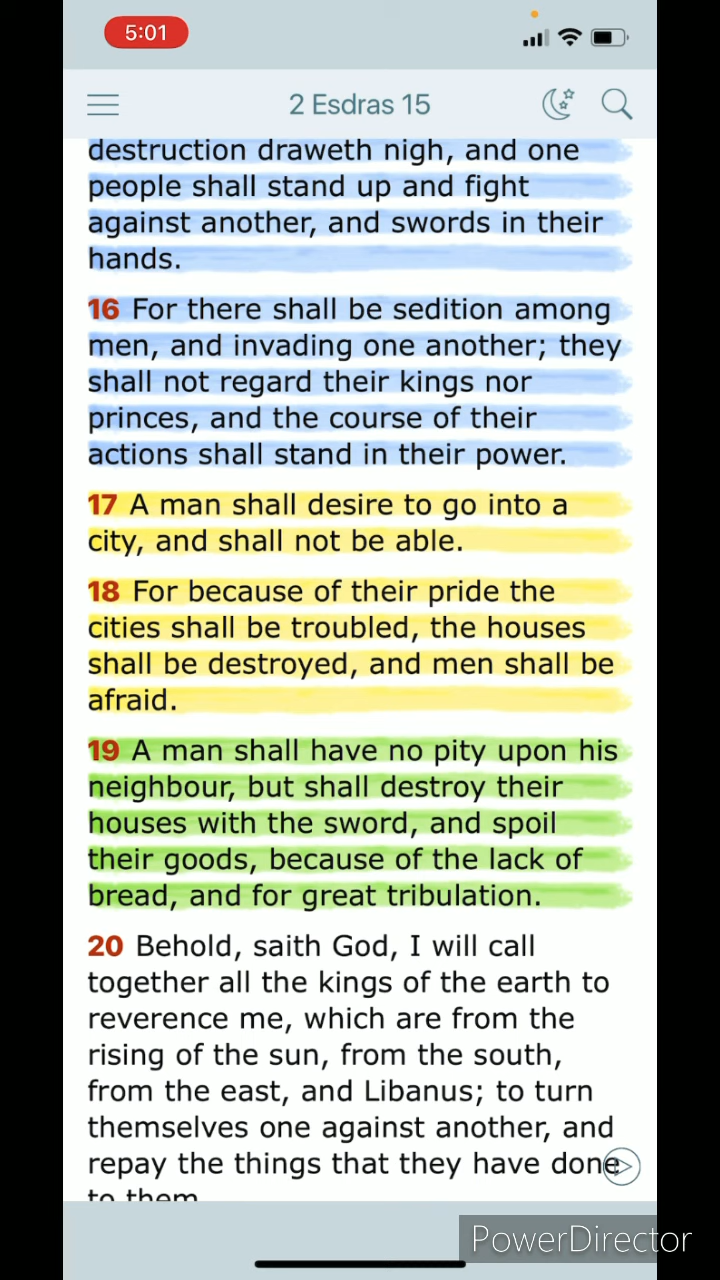 5:01
2 Esdras 15
destruction draweth nigh, and one
people shall stand up and fight
against another, and swords in their
hands.
16 For there shall be sedition among
men, and invading one another; they
shall not regard their kings nor
princes, and the course of their
actions shall stand in their power.
17 A man shall desire to go into a
city, and shall not be able.
18 For because of their pride the
cities shall be troubled, the houses
shall be destroyed, and men shall be
afraid.
19 A man shall have no pity upon his
neighbour, but shall destroy their
houses with the sword, and spoil
their goods, because of the lack of
bread, and for great tribulation.
20 Behold, saith God, I will call
together all the kings of the earth to
reverence me, which are from the
rising of the sun, from the south,
from the east, and Libanus; to turn
themselves one against another, and
repay the things that they have done
to them
PowerDirector